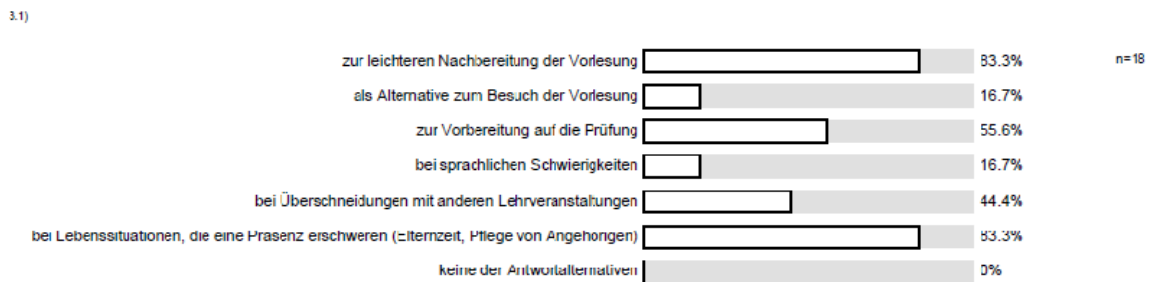 3.1)
zur leichteren Nachbereitung der Vorlesung 83.3% n=18
als Alternative zum Besuch der Vorlesung 16.7%
zur Vorbereitung auf die Prüfung 55.6%
bei sprachlichen Schwierigkeiten 16.7%
bei Überschneidungen mit anderen Lehrveranstaltungen 44.4%
bei Lebenssituationen, die eine Präsenz erschweren (Elternzeit, Pflege von Angehörigen) 83.3%
keine der Antwortalternativen 0%